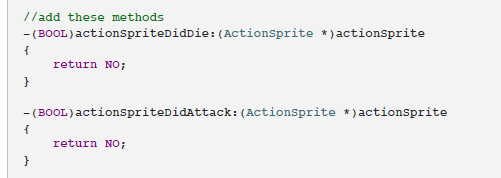 //add these methods
-(BOOL)actionSpriteDidDie:(ActionSprite *)actionSprite
{
    return NO;
}

-(BOOL)actionSpriteDidAttack:(ActionSprite *)actionSprite
{
    return NO;
}